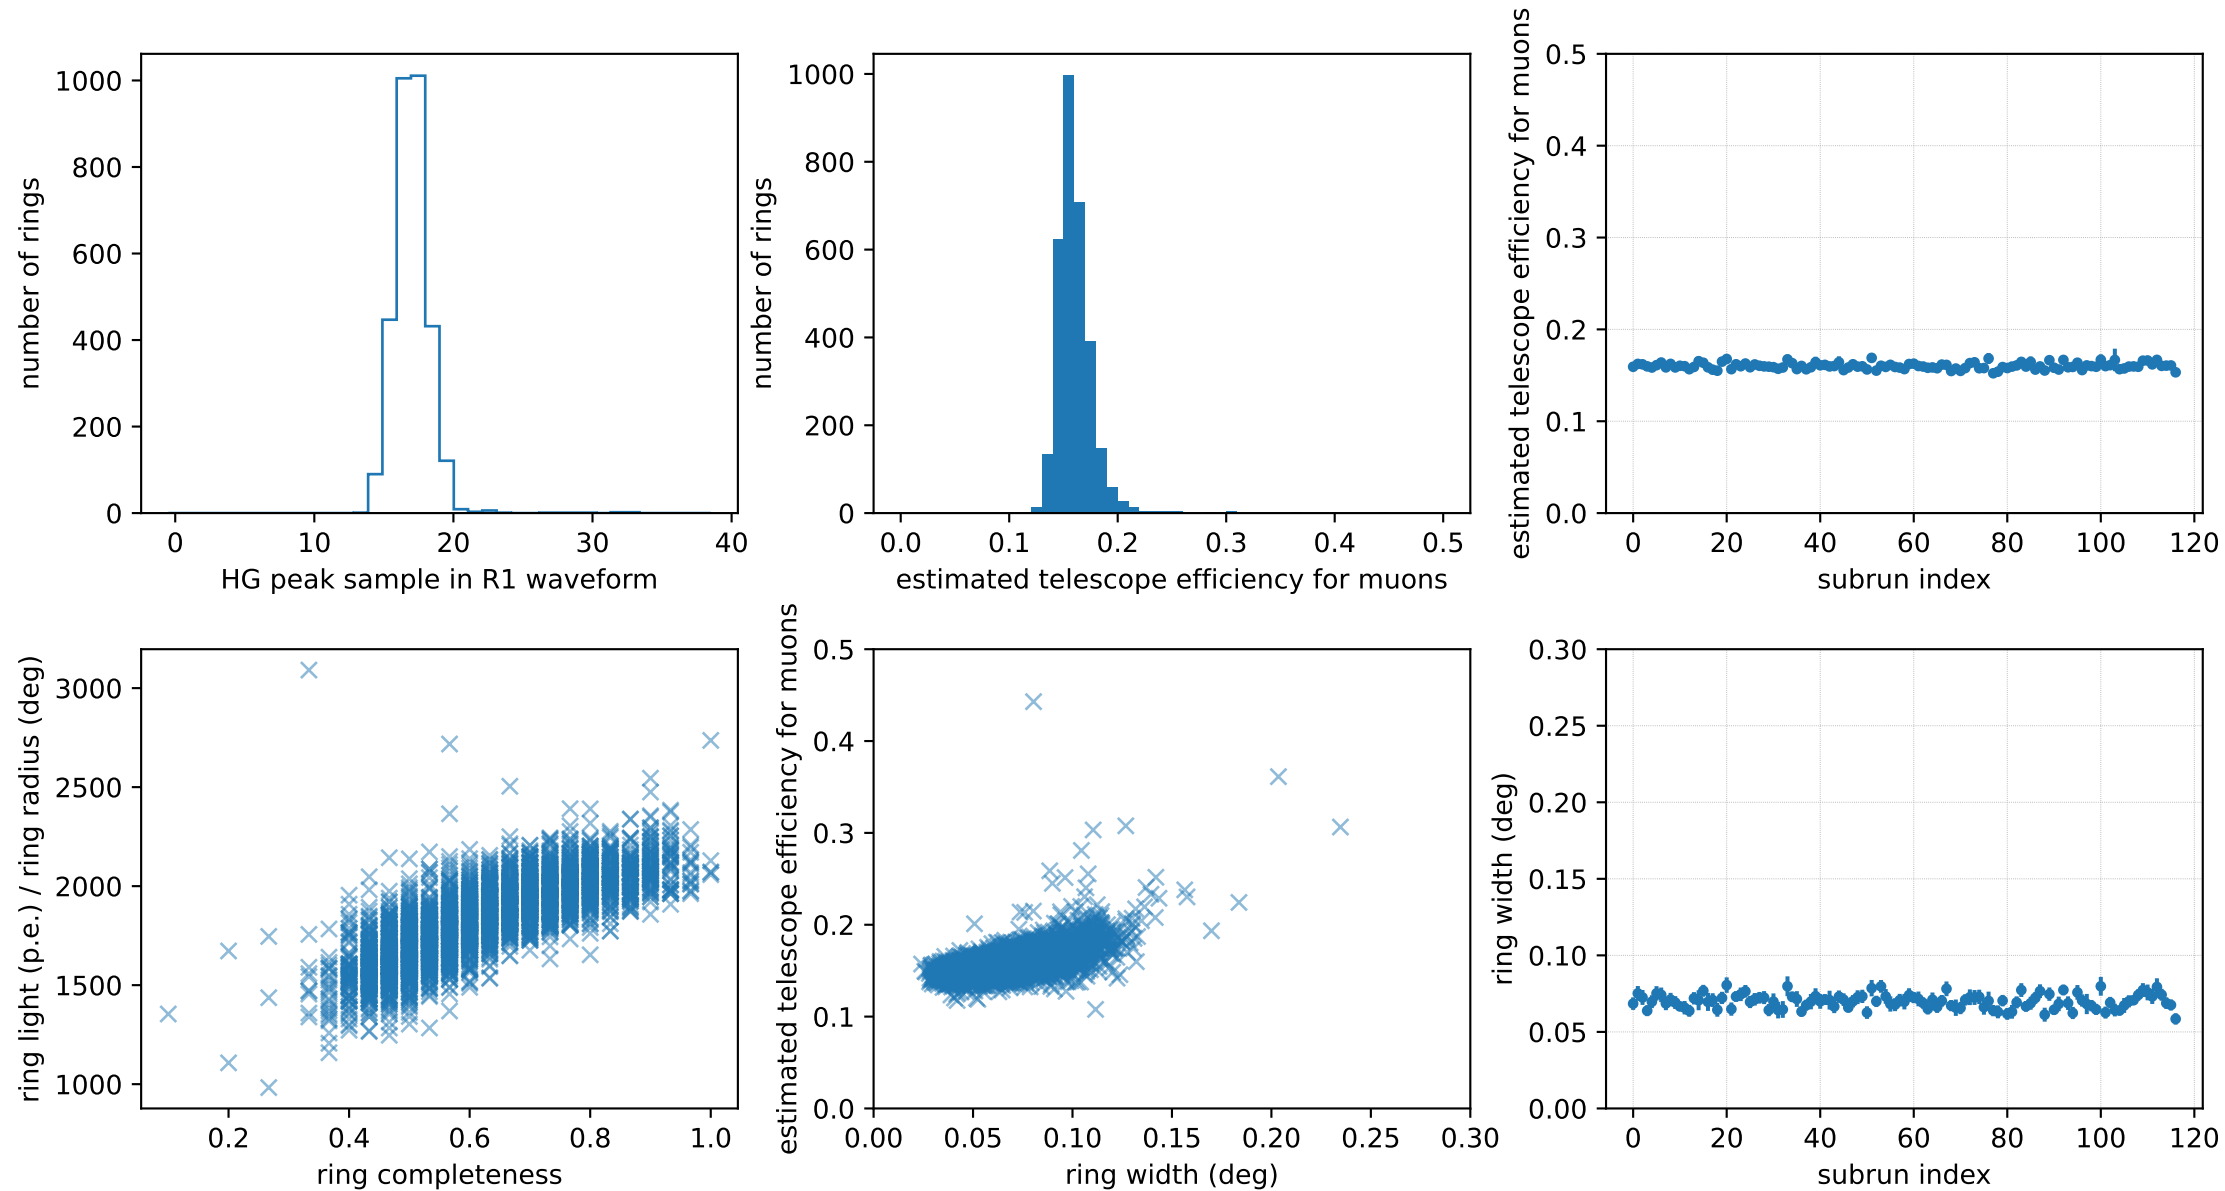 number of rings
1000
800
600
400
200
0
0 10 20 30 40
HG peak sample in R1 waveform
number of rings
1000
800
600
400
200
0
0.0 0.1 0.2 0.3 0.4 0.5
estimated telescope efficiency for muons
estimated telescope efficiency for muons
0.5
0.4
0.3
0.2
0.1
0.0
0 20 40 60 80 100 120
subrun index
ring light (p.e.) / ring radius (deg)
3000
2500
2000
1500
1000
0.2 0.4 0.6 0.8 1.0
ring completeness
estimated telescope efficiency for muons
0.5
0.4
0.3
0.2
0.1
0.0
0.00 0.05 0.10 0.15 0.20 0.25 0.30
ring width (deg)
ring width (deg)
0.30
0.25
0.20
0.15
0.10
0.05
0.00
0 20 40 60 80 100 120
subrun index